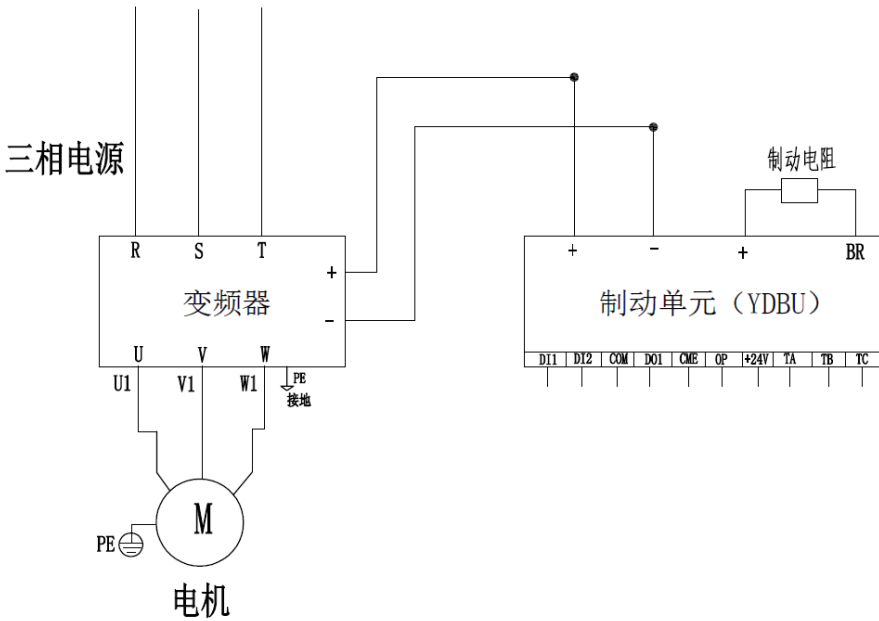 三相电源
制动电阻
R S T
+
−
变频器
U V W
U1 V1 W1
PE
接地
+ − + BR
制动单元（YDBU）
DI1 DI2 COM DO1 CME OP +24V TA TB TC
M
PE
电机